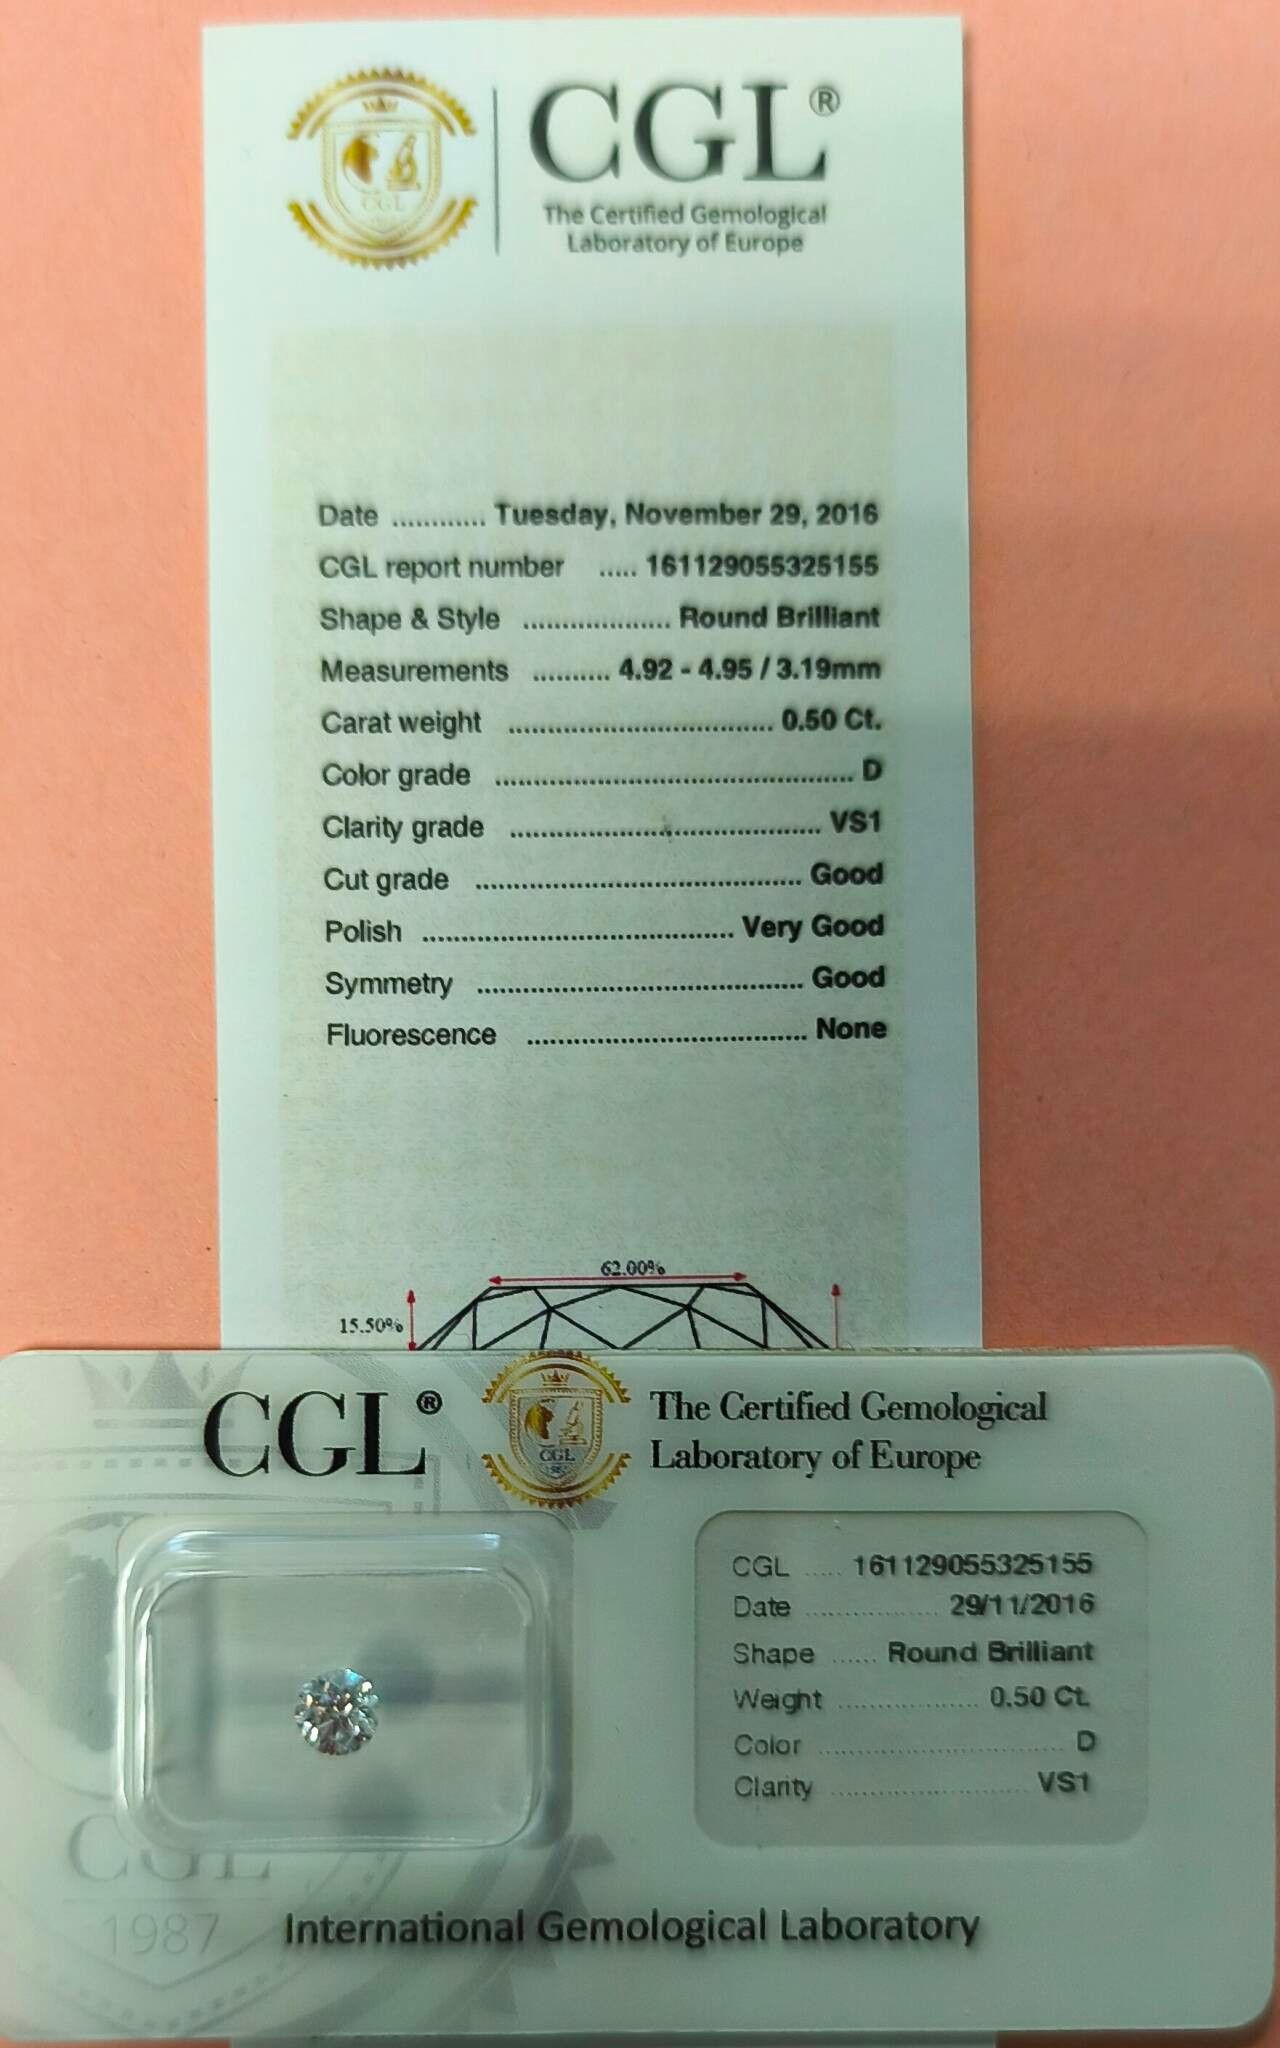 CGL
CGL®
The Certified Gemological
Laboratory of Europe
Date ............ Tuesday, November 29, 2016
CGL report number ..... 161129055325155
Shape & Style ................... Round Brilliant
Measurements .......... 4.92 - 4.95 / 3.19mm
Carat weight .................................. 0.50 Ct.
Color grade .............................................. D
Clarity grade ........................................ VS1
Cut grade .......................................... Good
Polish ........................................ Very Good
Symmetry .......................................... Good
Fluorescence .................................... None
62.00%
15.50%
CGL®
CGL
The Certified Gemological
Laboratory of Europe
CGL ..... 161129055325155
Date ................. 29/11/2016
Shape ...... Round Brilliant
Weight .................. 0.50 Ct.
Color ............................... D
Clarity ......................... VS1
CGL
1987
International Gemological Laboratory